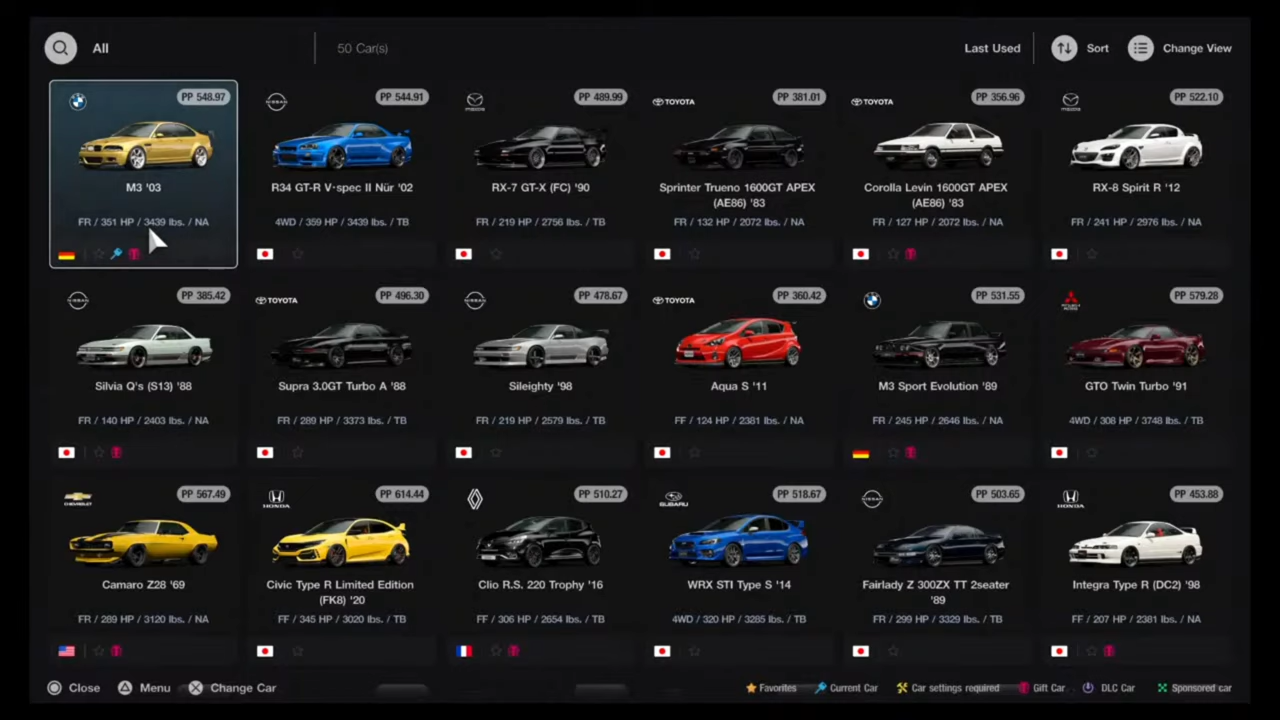 All
50 Car(s)
Last Used
Sort
Change View
PP 548.97
M3 '03
FR / 351 HP / 3439 lbs. / NA
NISSAN
PP 544.91
R34 GT-R V·spec II Nür '02
4WD / 359 HP / 3439 lbs. / TB
mazda
PP 489.99
RX-7 GT-X (FC) '90
FR / 219 HP / 2756 lbs. / TB
TOYOTA
PP 381.01
Sprinter Trueno 1600GT APEX
(AE86) '83
FR / 132 HP / 2072 lbs. / NA
TOYOTA
PP 356.96
Corolla Levin 1600GT APEX
(AE86) '83
FR / 127 HP / 2072 lbs. / NA
mazda
PP 522.10
RX-8 Spirit R '12
FR / 241 HP / 2976 lbs. / NA
NISSAN
PP 385.42
Silvia Q's (S13) '88
FR / 140 HP / 2403 lbs. / NA
TOYOTA
PP 496.30
Supra 3.0GT Turbo A '88
FR / 289 HP / 3373 lbs. / TB
NISSAN
PP 478.67
Sileighty '98
FR / 219 HP / 2579 lbs. / TB
TOYOTA
PP 360.42
Aqua S '11
FF / 124 HP / 2381 lbs. / NA
PP 531.55
M3 Sport Evolution '89
FR / 245 HP / 2646 lbs. / NA
PP 579.28
GTO Twin Turbo '91
4WD / 308 HP / 3748 lbs. / TB
CHEVROLET
PP 567.49
Camaro Z28 '69
FR / 289 HP / 3120 lbs. / NA
HONDA
PP 614.44
Civic Type R Limited Edition
(FK8) '20
FF / 345 HP / 3020 lbs. / TB
PP 510.27
Clio R.S. 220 Trophy '16
FF / 306 HP / 2654 lbs. / TB
SUBARU
PP 518.67
WRX STI Type S '14
4WD / 320 HP / 3285 lbs. / TB
NISSAN
PP 503.65
Fairlady Z 300ZX TT 2seater
'89
FR / 299 HP / 3329 lbs. / TB
HONDA
PP 453.88
Integra Type R (DC2) '98
FF / 207 HP / 2381 lbs. / NA
Close
Menu
Change Car
Favorites
Current Car
Car settings required
Gift Car
DLC Car
Sponsored car